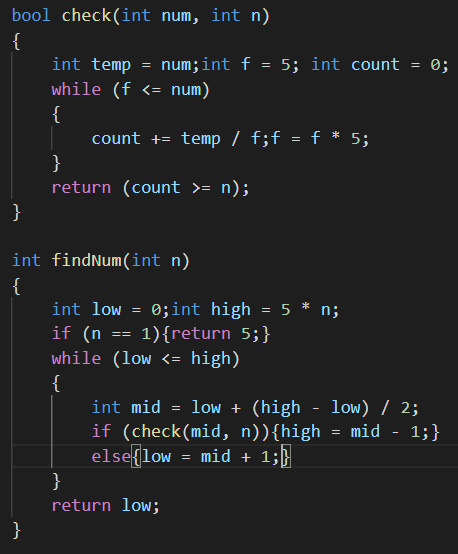 bool check(int num, int n)
{
    int temp = num;int f = 5; int count = 0;
    while (f <= num)
    {
        count += temp / f;f = f * 5;
    }
    return (count >= n);
}

int findNum(int n)
{
    int low = 0;int high = 5 * n;
    if (n == 1){return 5;}
    while (low <= high)
    {
        int mid = low + (high - low) / 2;
        if (check(mid, n)){high = mid - 1;}
        else{low = mid + 1;}
    }
    return low;
}